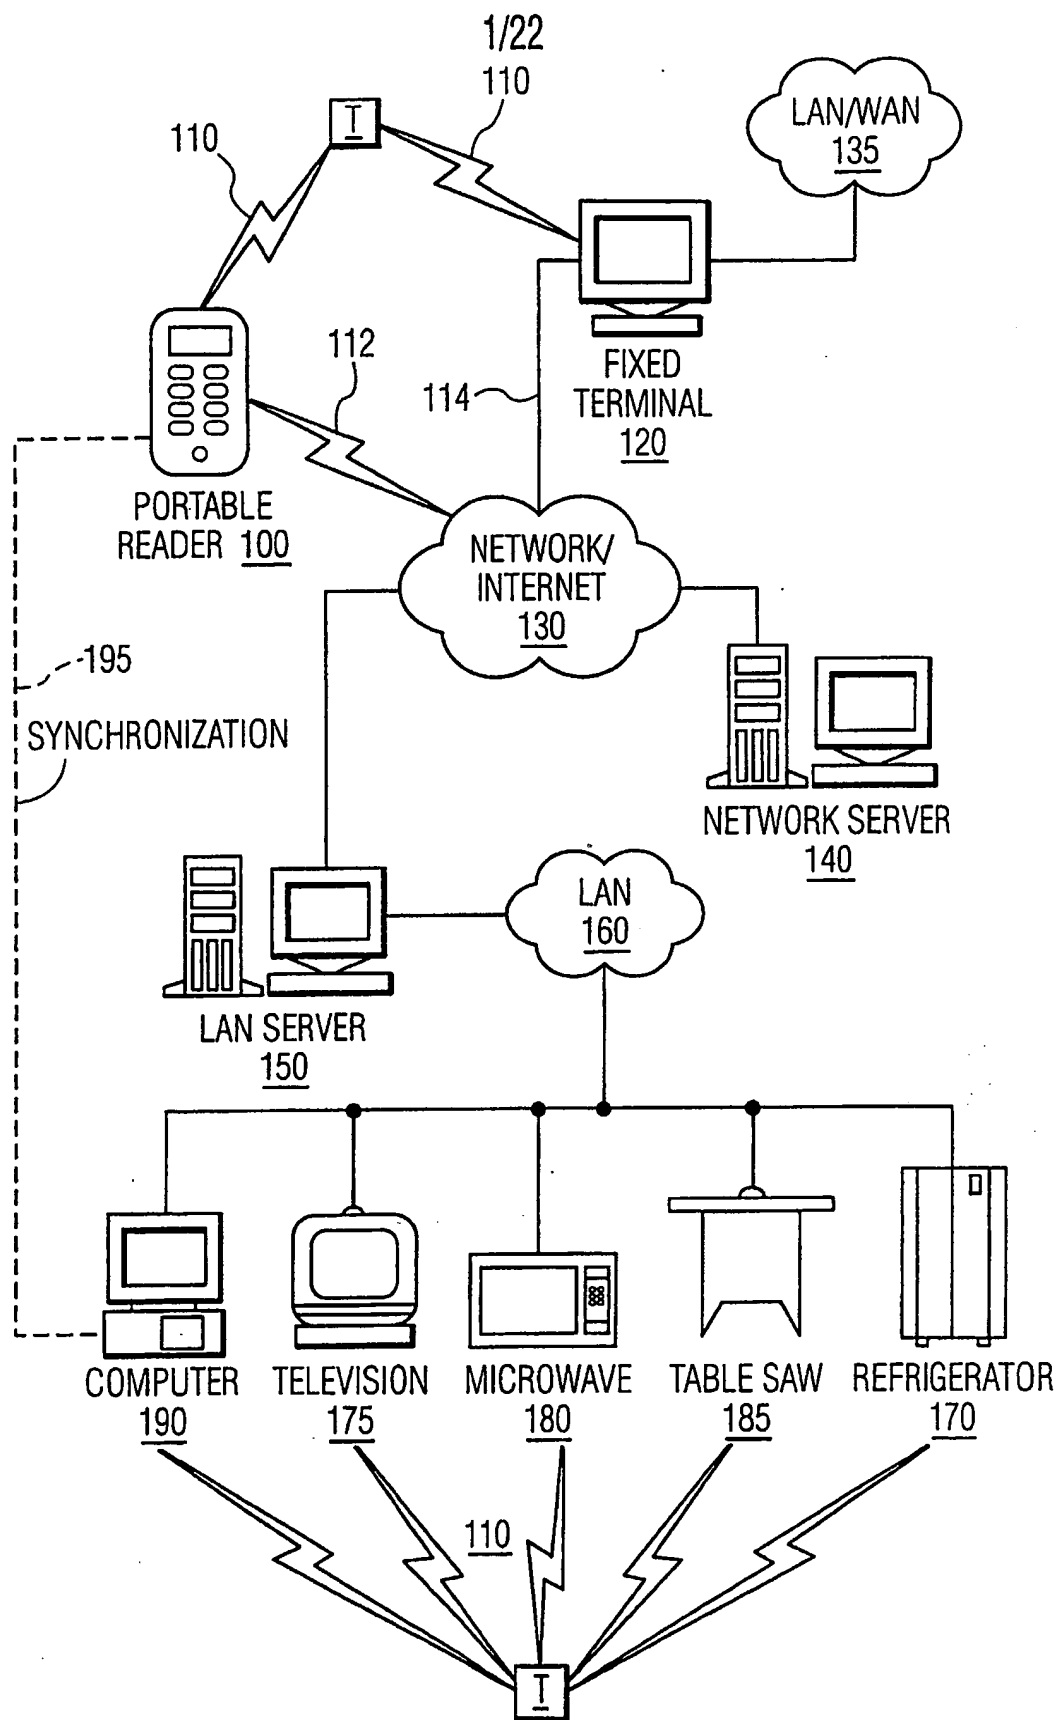 1/22
110
I
110
LAN/WAN
135
FIXED
TERMINAL
120
112
114
PORTABLE
READER 100
NETWORK/
INTERNET
130
195
SYNCHRONIZATION
NETWORK SERVER
140
LAN
160
LAN SERVER
150
COMPUTER
190
TELEVISION
175
MICROWAVE
180
TABLE SAW
185
REFRIGERATOR
170
110
I